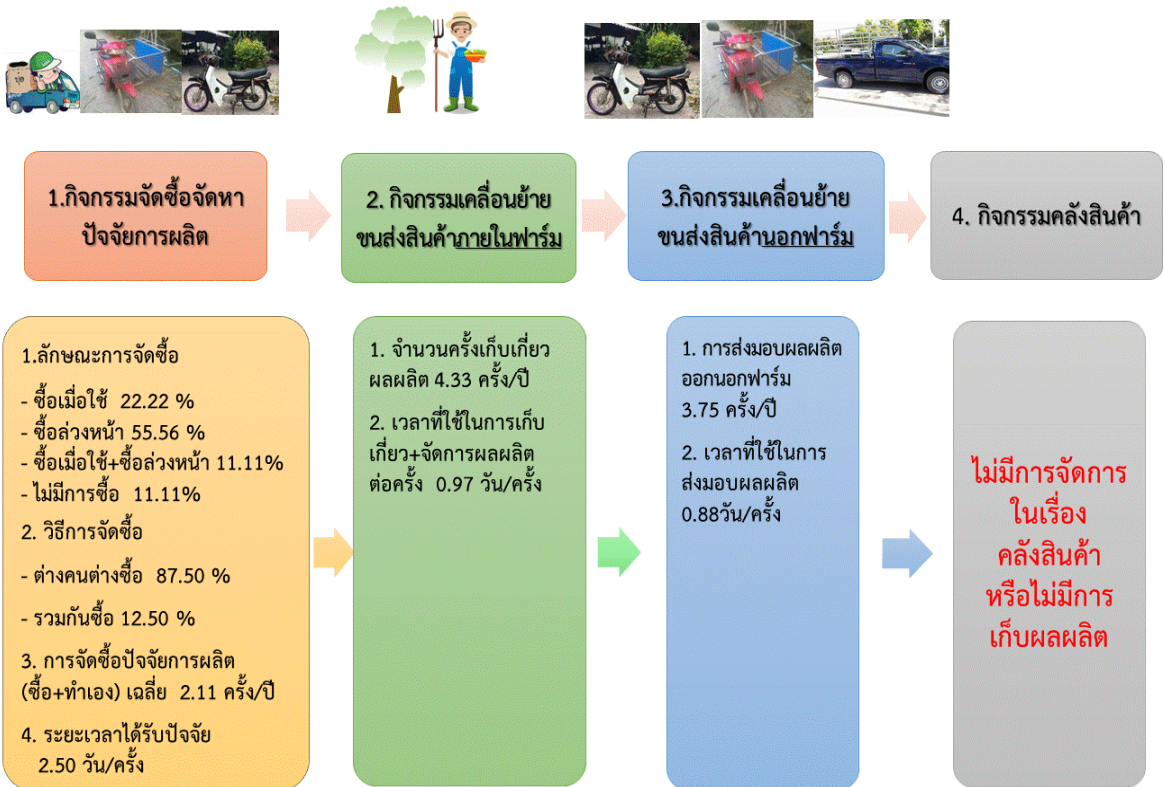 1.กิจกรรมจัดซื้อจัดหา
ปัจจัยการผลิต
2. กิจกรรมเคลื่อนย้าย
ขนส่งสินค้าภายในฟาร์ม
3.กิจกรรมเคลื่อนย้าย
ขนส่งสินค้านอกฟาร์ม
4. กิจกรรมคลังสินค้า
1.ลักษณะการจัดซื้อ
- ซื้อเมื่อใช้ 22.22 %
- ซื้อล่วงหน้า 55.56 %
- ซื้อเมื่อใช้+ซื้อล่วงหน้า 11.11%
- ไม่มีการซื้อ 11.11%
2. วิธีการจัดซื้อ
- ต่างคนต่างซื้อ 87.50 %
- รวมกันซื้อ 12.50 %
3. การจัดซื้อปัจจัยการผลิต
(ซื้อ+ทำเอง) เฉลี่ย 2.11 ครั้ง/ปี
4. ระยะเวลาได้รับปัจจัย
2.50 วัน/ครั้ง
1. จำนวนครั้งเก็บเกี่ยว
ผลผลิต 4.33 ครั้ง/ปี
2. เวลาที่ใช้ในการเก็บ
เกี่ยว+จัดการผลผลิต
ต่อครั้ง 0.97 วัน/ครั้ง
1. การส่งมอบผลผลิต
ออกนอกฟาร์ม
3.75 ครั้ง/ปี
2. เวลาที่ใช้ในการ
ส่งมอบผลผลิต
0.88วัน/ครั้ง
ไม่มีการจัดการ
ในเรื่อง
คลังสินค้า
หรือไม่มีการ
เก็บผลผลิต